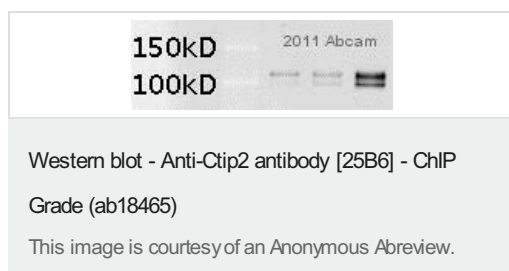 150kD
2011 Abcam
100kD
Western blot - Anti-Ctip2 antibody [25B6] - ChIP
Grade (ab18465)
This image is courtesy of an Anonymous Abreview.